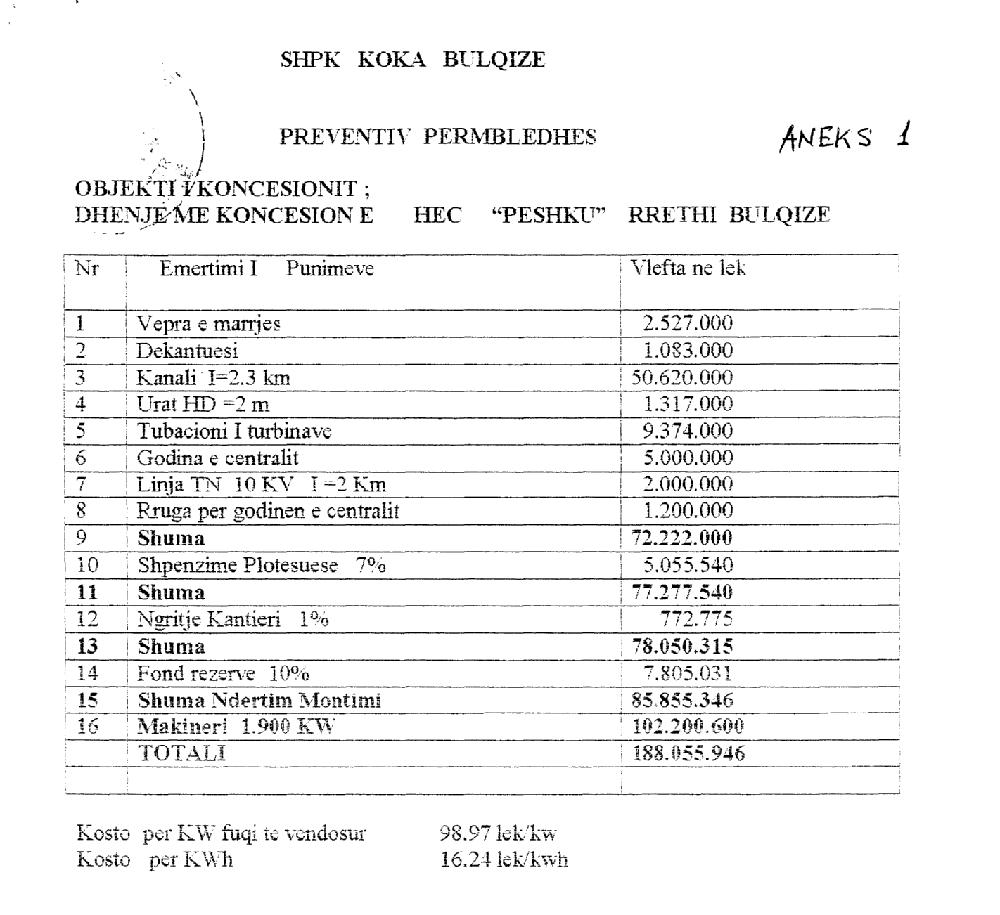 SHPK KOKA BULQIZE
PREVENTIV PERMBLEDHES
ANEKS 1
OBJEKTI I KONCESIONIT ;
DHENJE ME KONCESION E HEC “PESHKU” RRETHI BULQIZE
Nr Emertimi I Punimeve Vlefta ne lek
1 Vepra e marrjes 2.527.000
2 Dekantuesi 1.083.000
3 Kanali I=2.3 km 50.620.000
4 Urat HD =2 m 1.317.000
5 Tubacioni I turbinave 9.374.000
6 Godina e centralit 5.000.000
7 Linja TN 10 KV I =2 Km 2.000.000
8 Rruga per godinen e centralit 1.200.000
9 Shuma 72.222.000
10 Shpenzime Plotesuese 7% 5.055.540
11 Shuma 77.277.540
12 Ngritje Kantieri 1% 772.775
13 Shuma 78.050.315
14 Fond rezerve 10% 7.805.031
15 Shuma Ndertim Montimi 85.855.346
16 Makineri 1.900 KW 102.200.600
TOTALI 188.055.946
Kosto per KW fuqi te vendosur 98.97 lek/kw
Kosto per KWh 16.24 lek/kwh